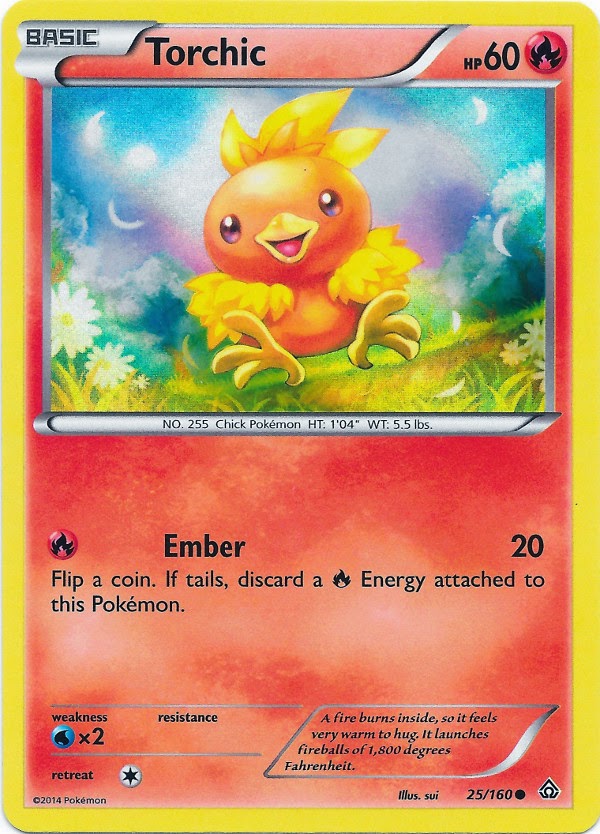 BASIC Torchic HP60
NO. 255 Chick Pokémon HT: 1'04" WT: 5.5 lbs.
Ember 20
Flip a coin. If tails, discard a Energy attached to
this Pokémon.
weakness resistance
×2
retreat
A fire burns inside, so it feels
very warm to hug. It launches
fireballs of 1,800 degrees
Fahrenheit.
©2014 Pokémon
Illus. sui 25/160